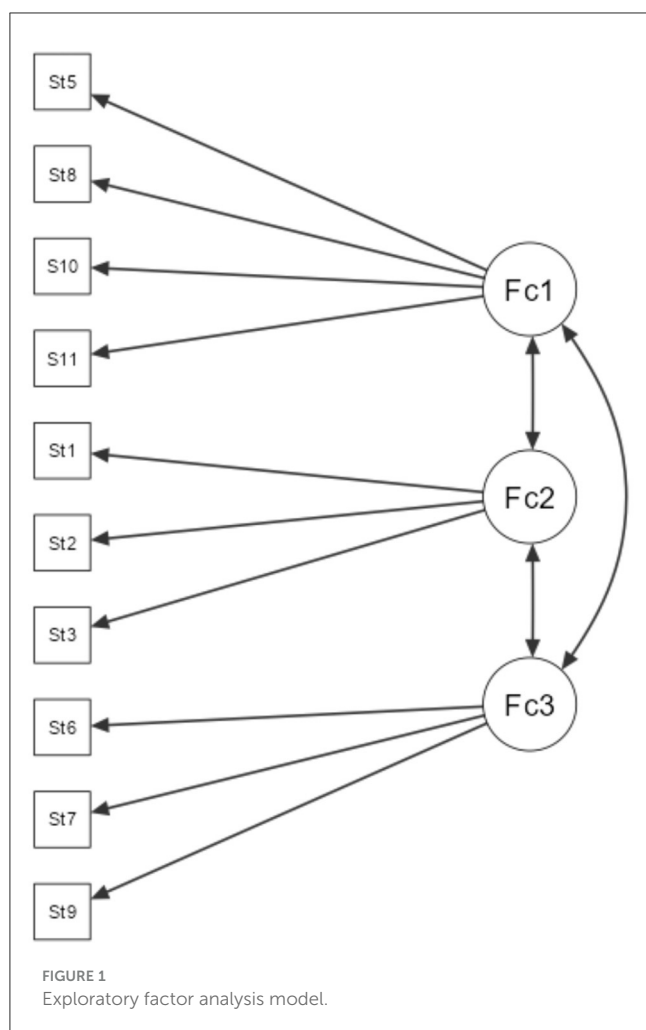 St5
St8
S10
S11
St1
St2
St3
St6
St7
St9
Fc1
Fc2
Fc3
FIGURE 1
Exploratory factor analysis model.